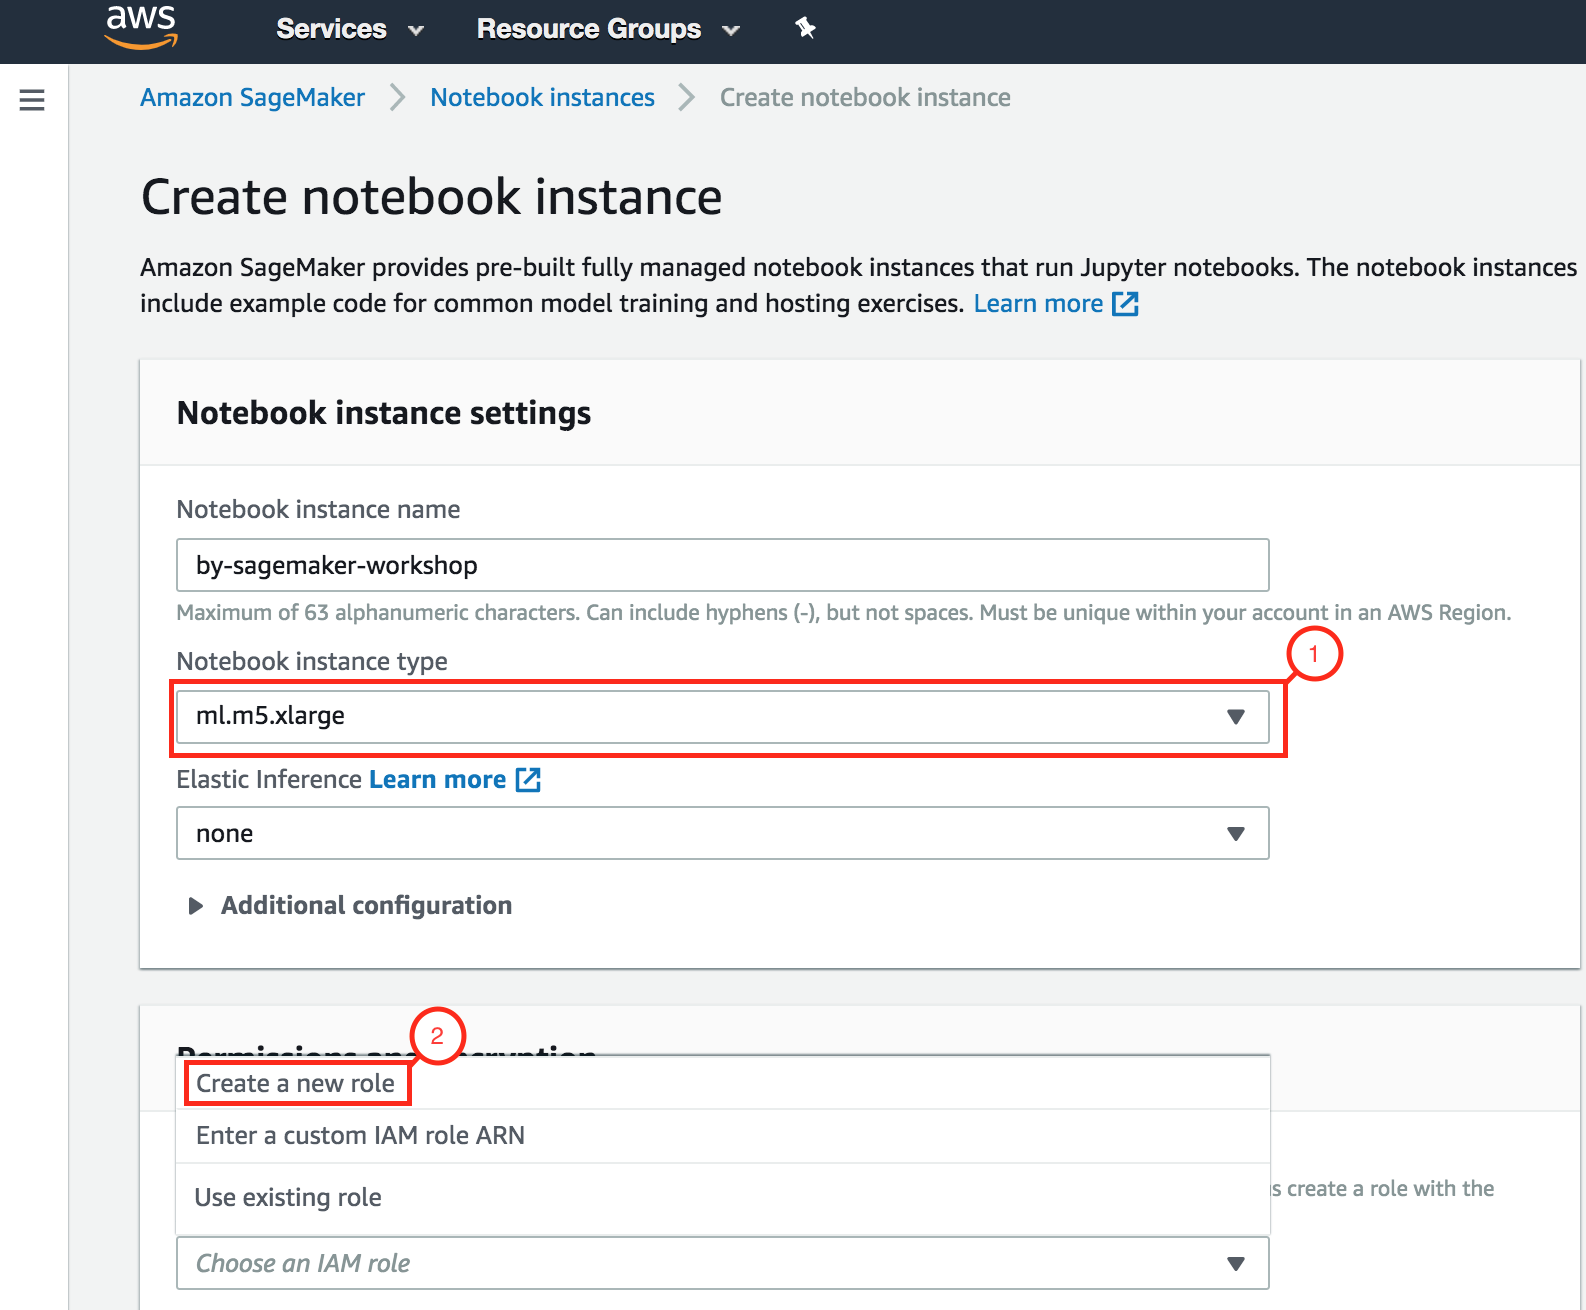 aws Services Resource Groups
Amazon SageMaker Notebook instances Create notebook instance
Create notebook instance
Amazon SageMaker provides pre-built fully managed notebook instances that run Jupyter notebooks. The notebook instances
include example code for common model training and hosting exercises. Learn more
Notebook instance settings
Notebook instance name
by-sagemaker-workshop
Maximum of 63 alphanumeric characters. Can include hyphens (-), but not spaces. Must be unique within your account in an AWS Region.
Notebook instance type
1
ml.m5.xlarge
Elastic Inference Learn more
none
Additional configuration
2
Permissions and encryption
Create a new role
Enter a custom IAM role ARN
Use existing role
create a role with the
Choose an IAM role